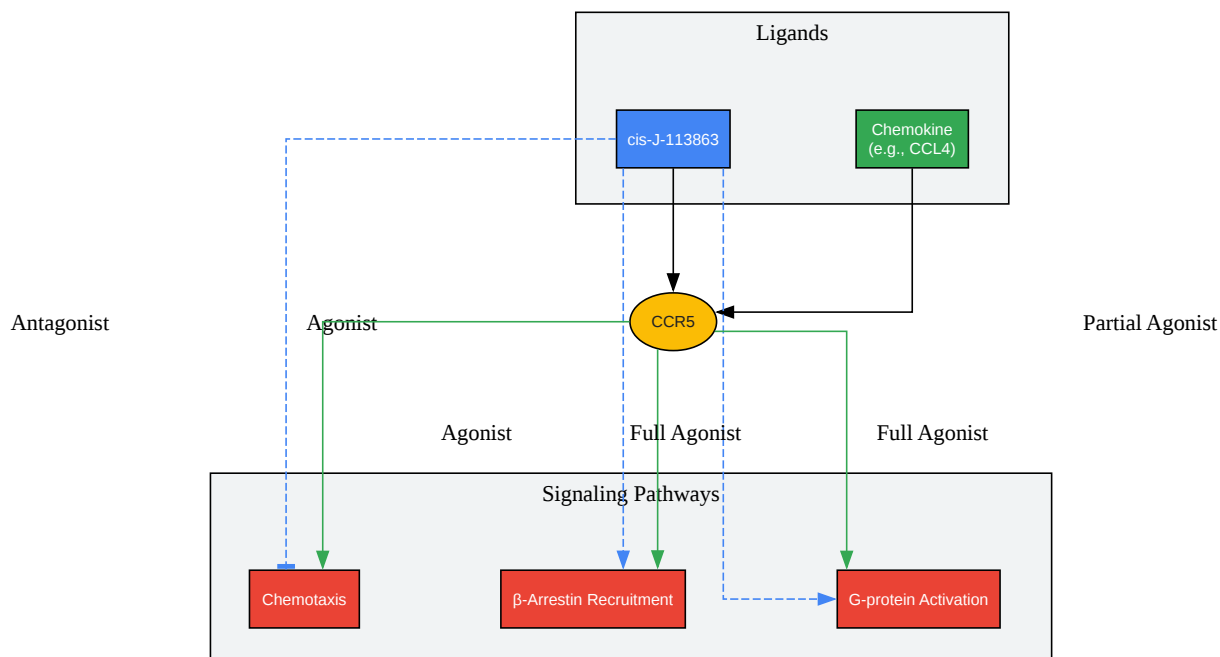 Ligands
cis-J-113863
Chemokine
(e.g., CCL4)
Antagonist
Agonist
CCR5
Partial Agonist
Agonist
Full Agonist
Full Agonist
Signaling Pathways
Chemotaxis
β-Arrestin Recruitment
G-protein Activation